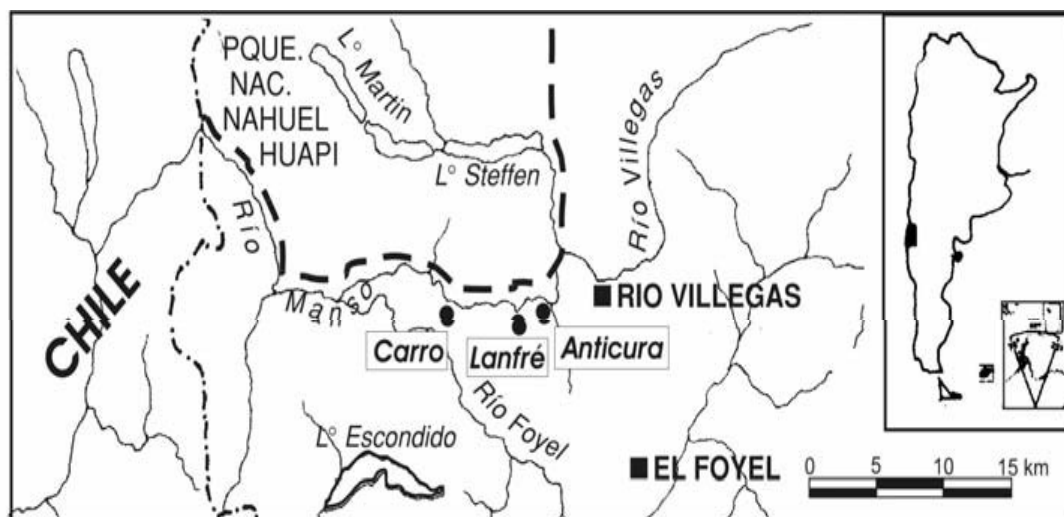 PQUE.
NAC.
NAHUEL
HUAPI
L° Martin
L° Steffen
Río Villegas
Río
Manso
CHILE
RIO VILLEGAS
Carro
Lanfré
Anticura
Río Foyel
L° Escondido
EL FOYEL
0 5 10 15 km